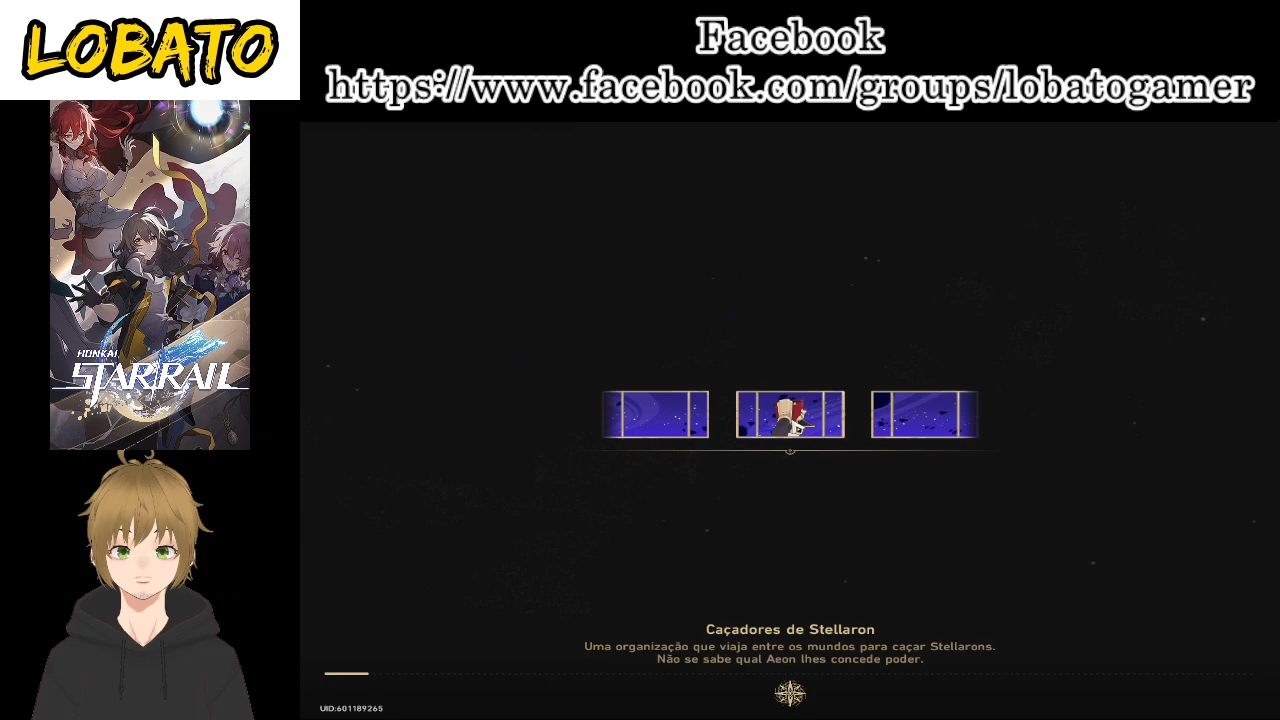 LOBATO
Facebook
https://www.facebook.com/groups/lobatogamer
HONKAI
STAR RAIL
Caçadores de Stellaron
Uma organização que viaja entre os mundos para caçar Stellarons.
Não se sabe qual Aeon lhes concede poder.
UID:601189265